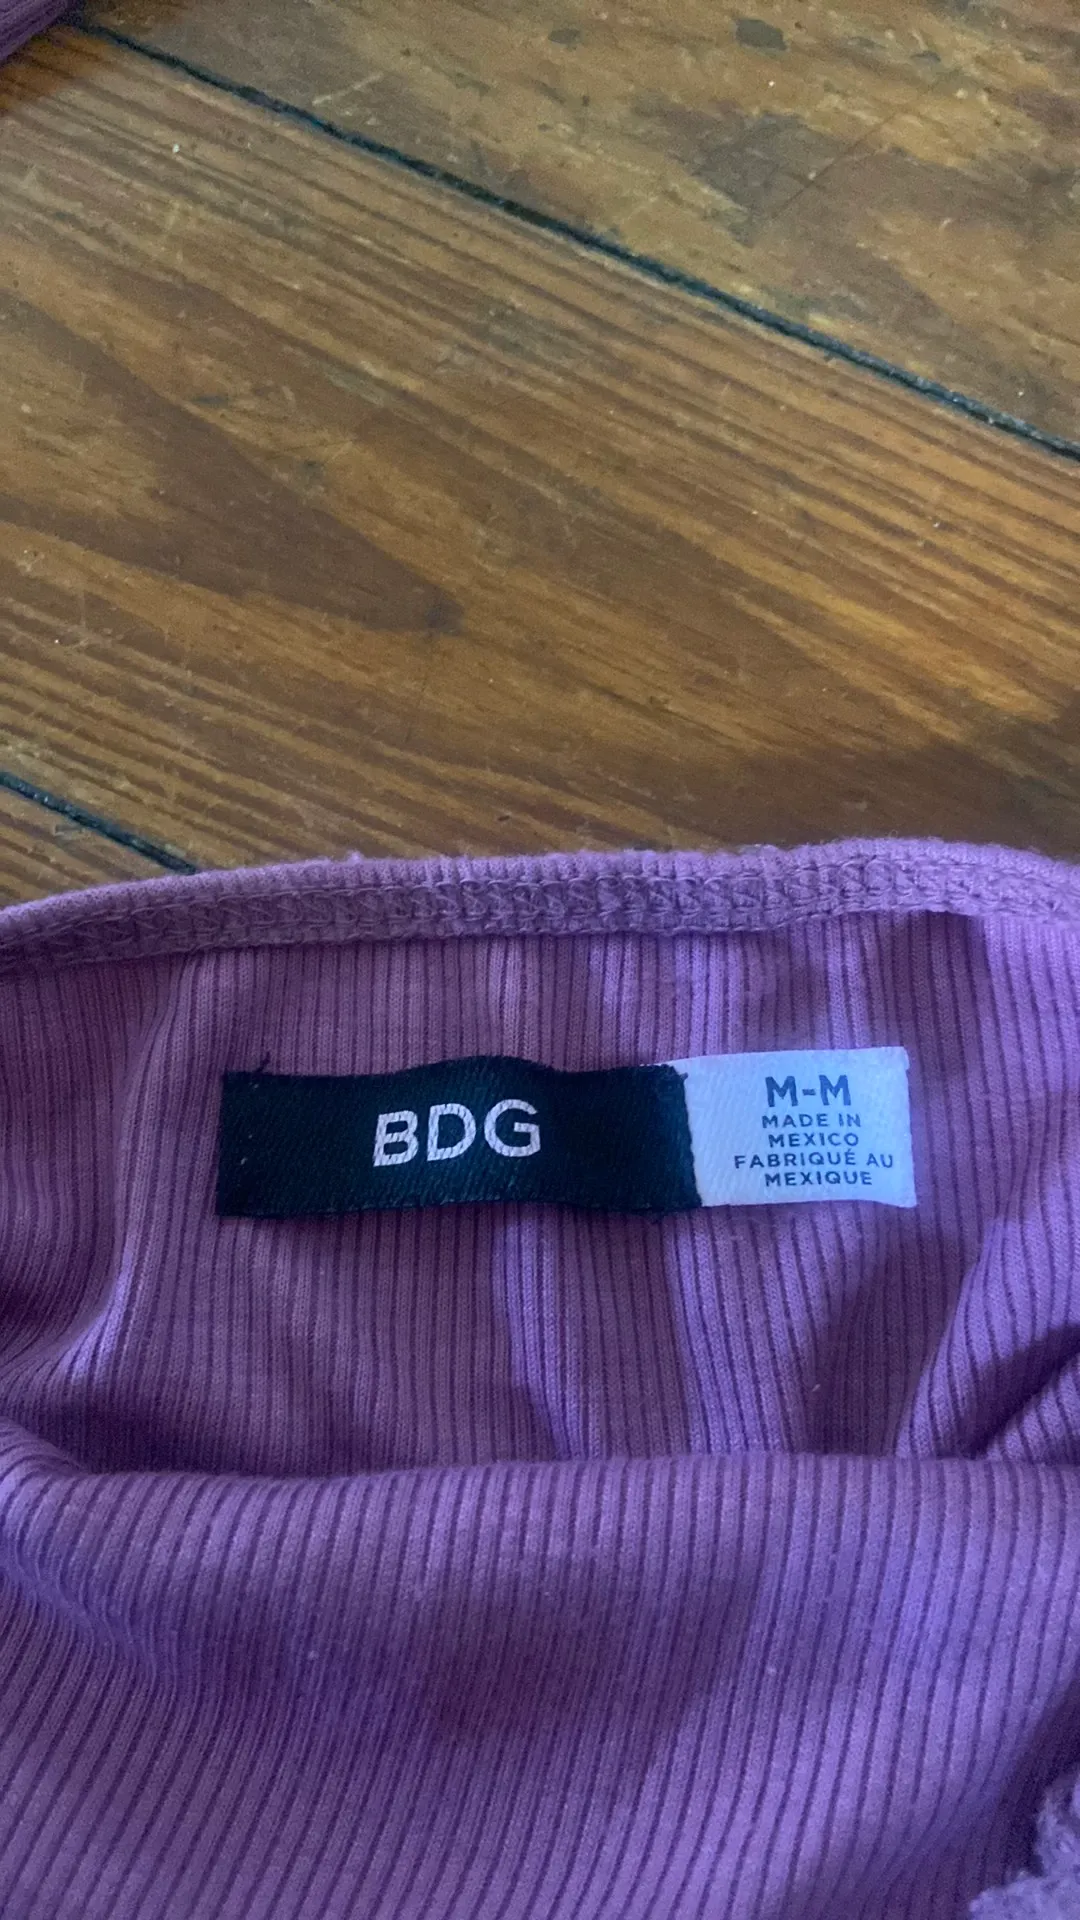 BDG
M-M
MADE IN
MEXICO
FABRIQUÉ AU
MEXIQUE